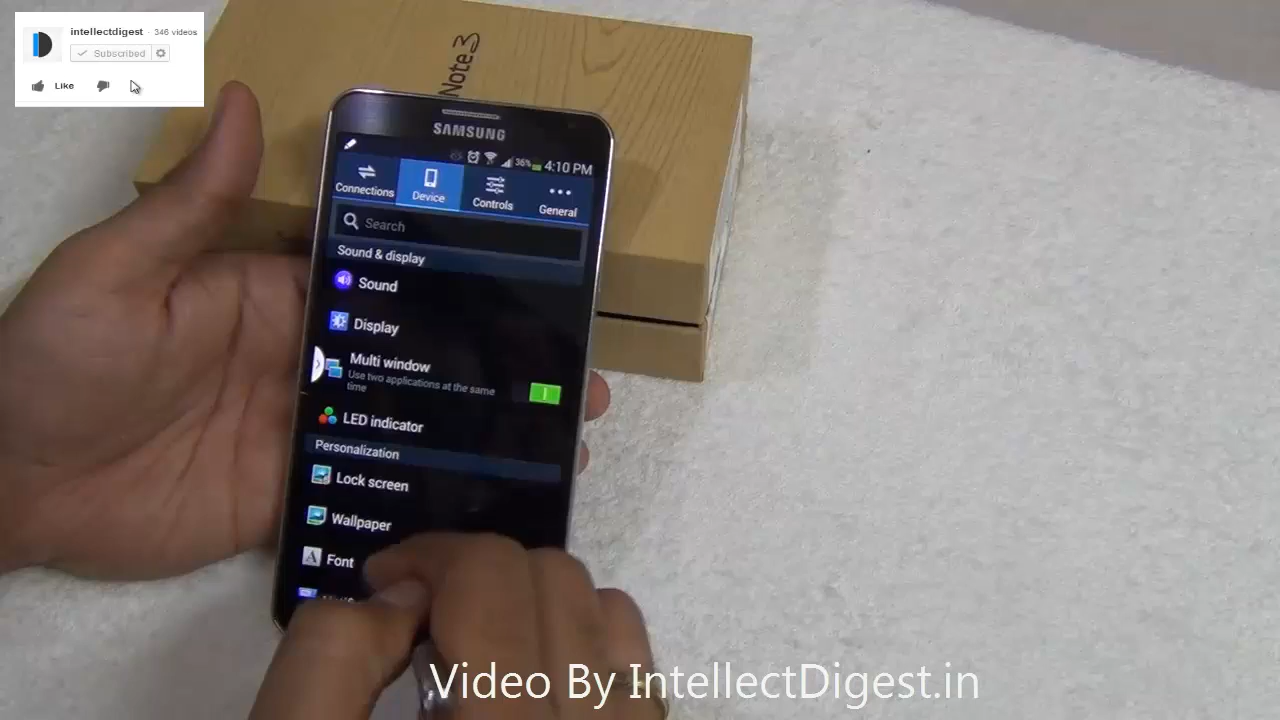 intellectdigest · 346 videos
Subscribed
Like
Note 3
SAMSUNG
36% 4:10 PM
Connections
Device
Controls
General
Search
Sound & display
Sound
Display
Multi window
Use two applications at the same
time
LED indicator
Personalization
Lock screen
Wallpaper
Font
Video By IntellectDigest.in